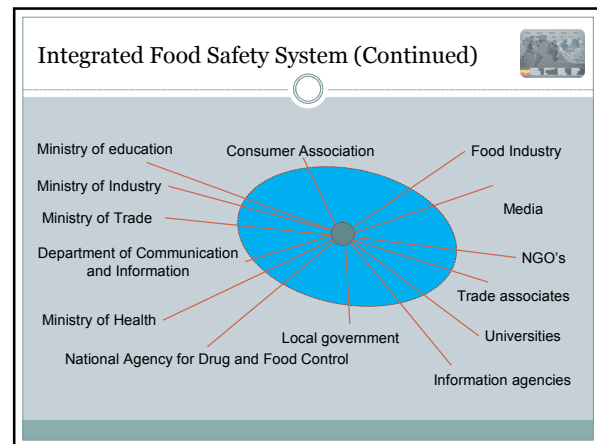 Integrated Food Safety System (Continued)
Ministry of education
Consumer Association
Food Industry
Ministry of Industry
Media
Ministry of Trade
Department of Communication
and Information
NGO's
Trade associates
Ministry of Health
Local government
Universities
National Agency for Drug and Food Control
Information agencies